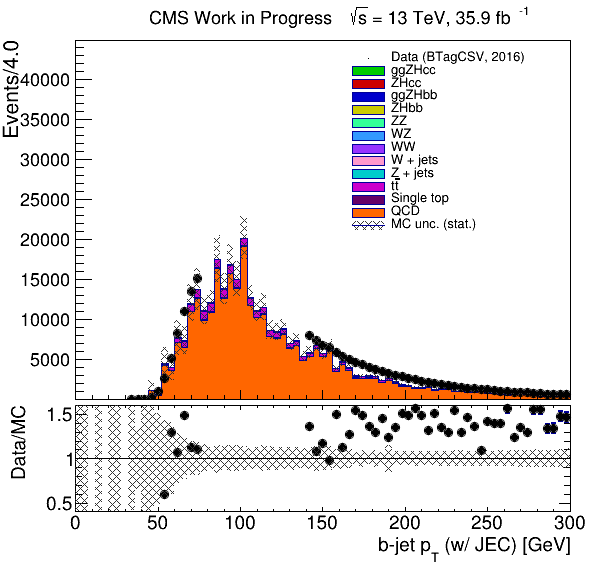 CMS Work in Progress √s = 13 TeV, 35.9 fb⁻¹
Events/4.0
45000
40000
35000
30000
25000
20000
15000
10000
5000
Data (BTagCSV, 2016)
ggZHcc
ZHcc
ggZHbb
ZHbb
ZZ
WZ
WW
W + jets
Z + jets
tt̅
Single top
QCD
MC unc. (stat.)
Data/MC
1.5
1
0.5
0 50 100 150 200 250 300
b-jet p_T (w/ JEC) [GeV]